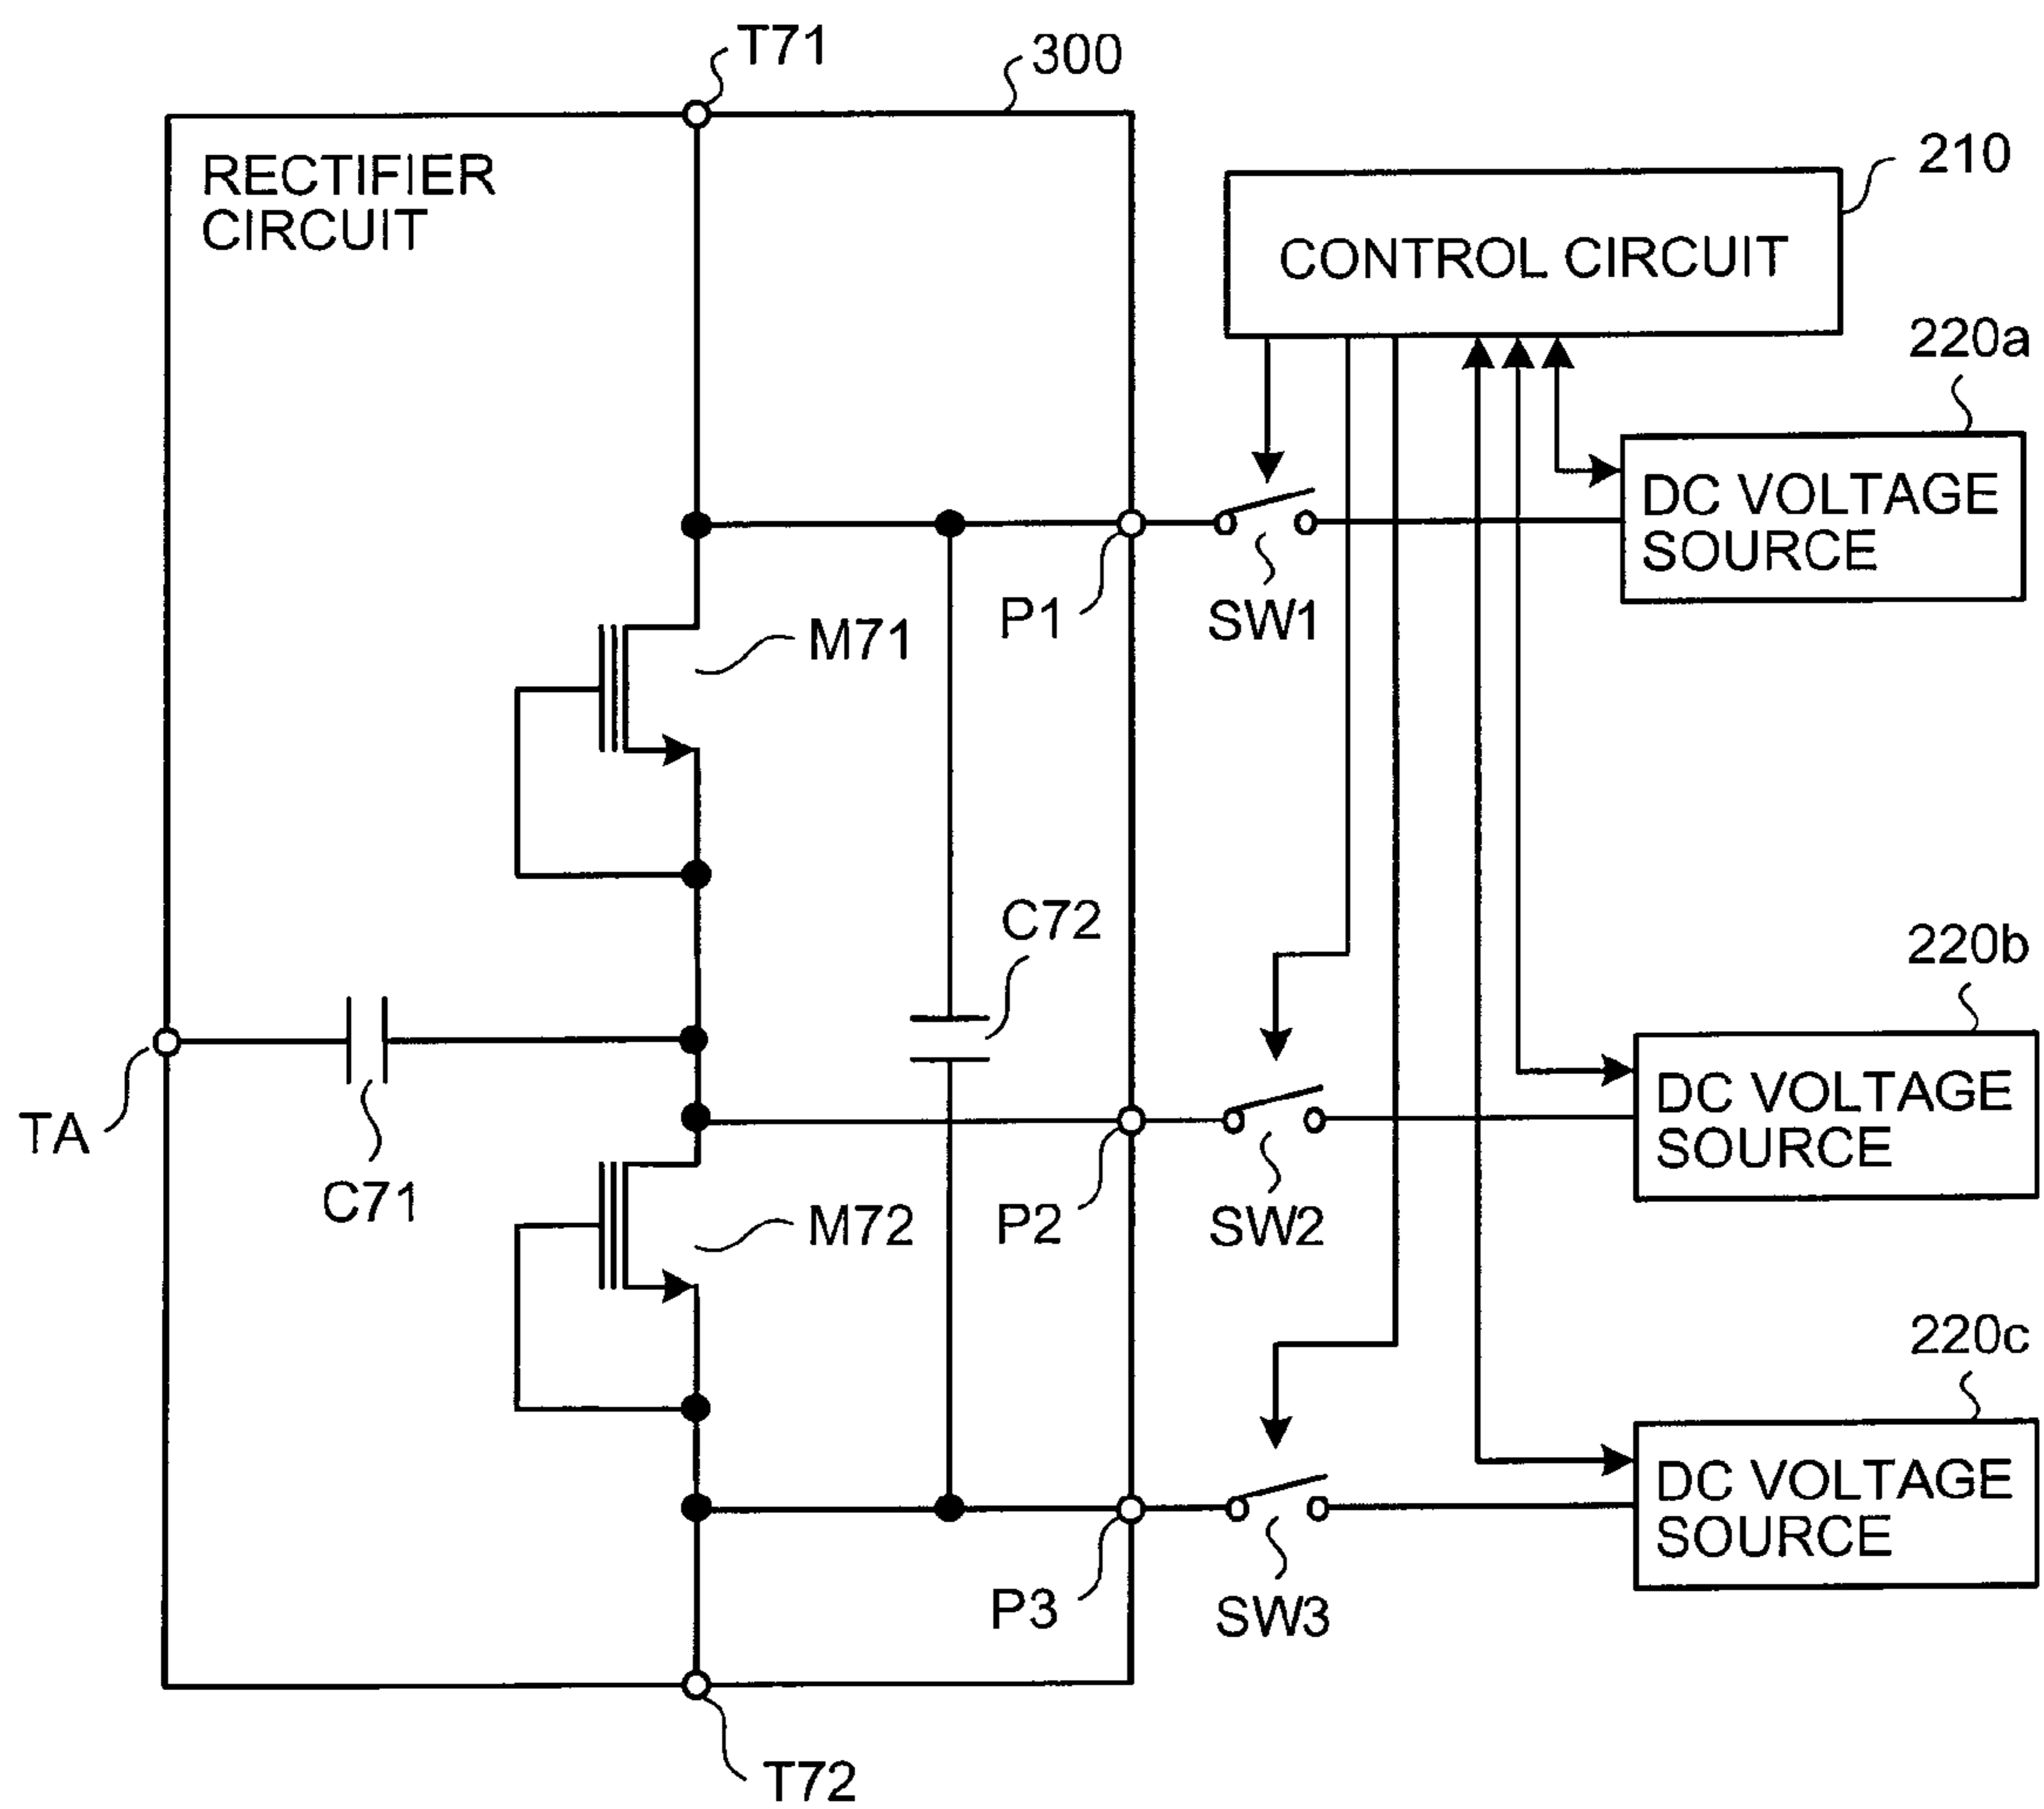 T71
300
RECTIFIER
CIRCUIT
210
CONTROL CIRCUIT
220a
DC VOLTAGE
SOURCE
P1
SW1
M71
C72
220b
DC VOLTAGE
SOURCE
TA
C71
M72
P2
SW2
220c
DC VOLTAGE
SOURCE
P3
SW3
T72